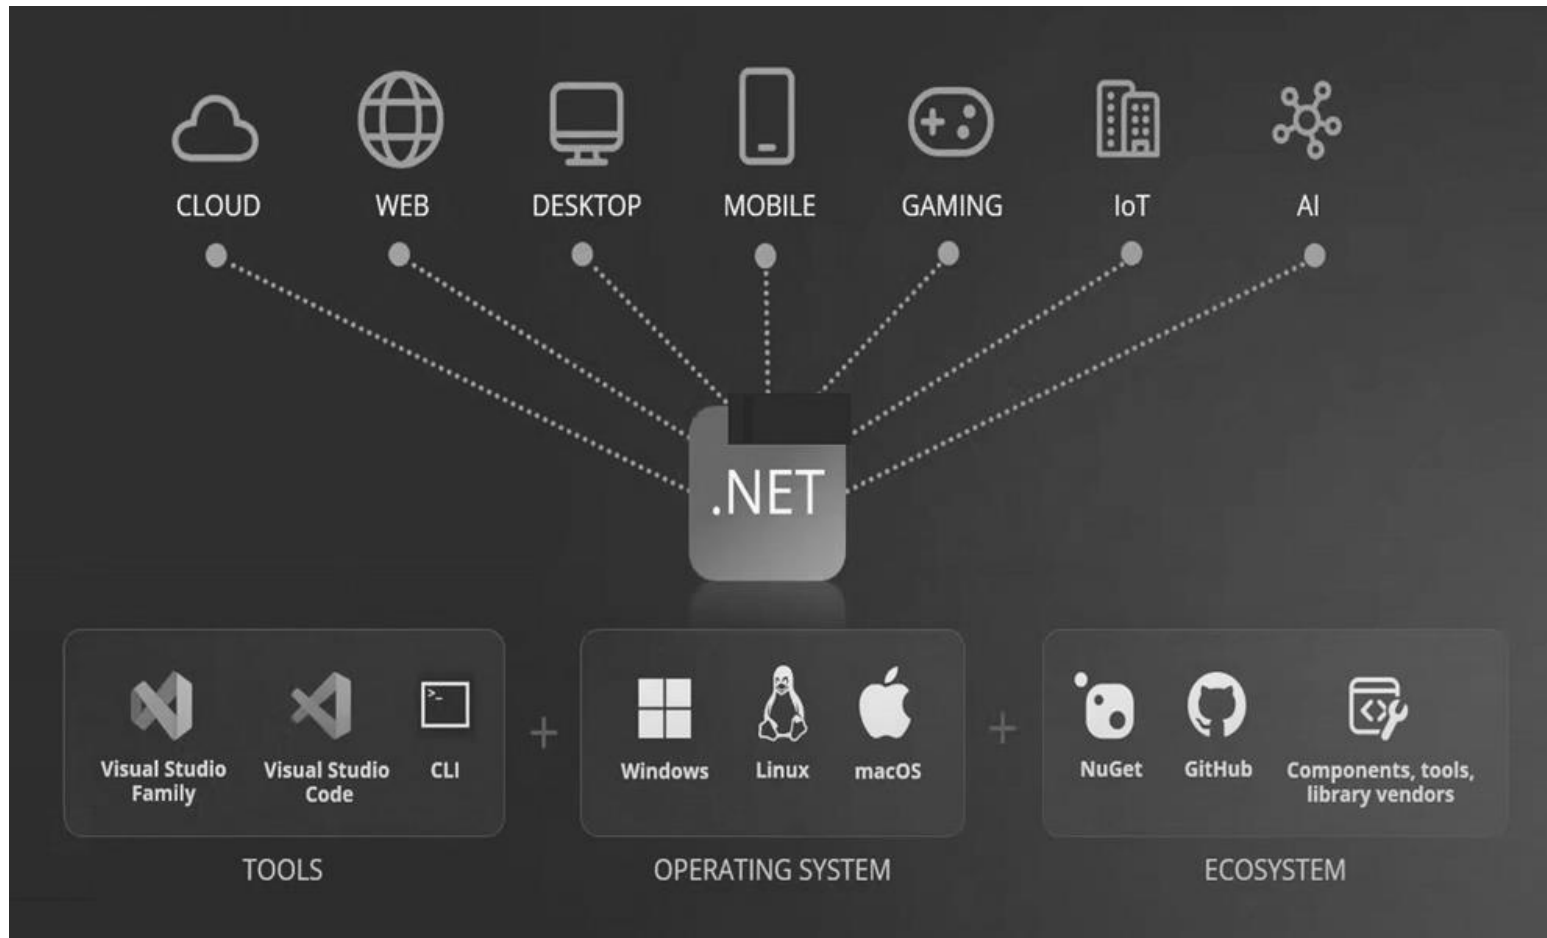 CLOUD
WEB
DESKTOP
MOBILE
GAMING
IoT
AI
.NET
Visual Studio
Family
Visual Studio
Code
>_
CLI
+
Windows
Linux
macOS
+
NuGet
GitHub
Components, tools,
library vendors
TOOLS
OPERATING SYSTEM
ECOSYSTEM